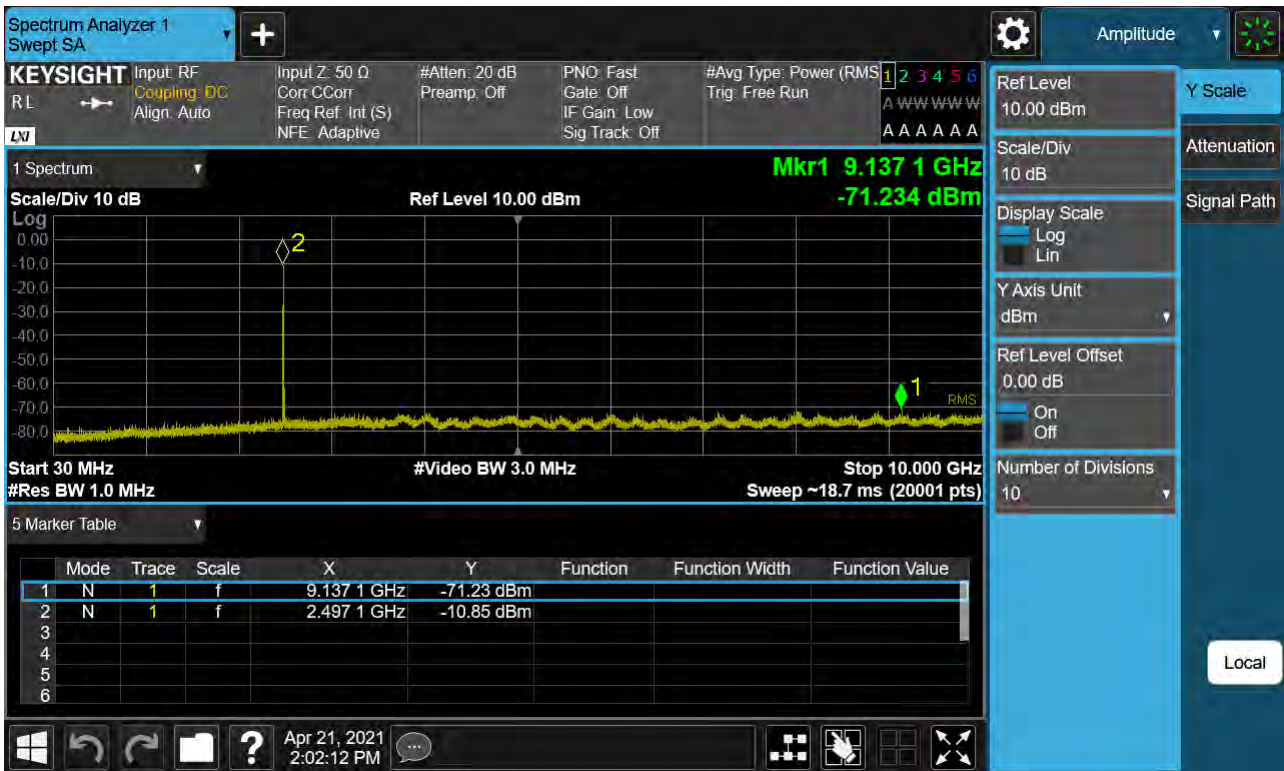 Spectrum Analyzer 1
Swept SA
+
Amplitude
KEYSIGHT
R L
LXI
Input: RF
Coupling: DC
Align: Auto
Input Z: 50 Ω
Corr CCorr
Freq Ref: Int (S)
NFE: Adaptive
#Atten: 20 dB
Preamp: Off
PNO: Fast
Gate: Off
IF Gain: Low
Sig Track: Off
#Avg Type: Power (RMS
Trig: Free Run
1 2 3 4 5 6
A W W W W W
A A A A A A
1 Spectrum
Scale/Div 10 dB
Ref Level 10.00 dBm
Mkr1 9.137 1 GHz
-71.234 dBm
Log
0.00
-10.0
-20.0
-30.0
-40.0
-50.0
-60.0
-70.0
-80.0
2
1
RMS
Start 30 MHz
#Video BW 3.0 MHz
Stop 10.000 GHz
#Res BW 1.0 MHz
Sweep ~18.7 ms (20001 pts)
5 Marker Table
Mode Trace Scale X Y Function Function Width Function Value
1 N 1 f 9.137 1 GHz -71.23 dBm
2 N 1 f 2.497 1 GHz -10.85 dBm
3
4
5
6
Ref Level
10.00 dBm
Scale/Div
10 dB
Display Scale
Log
Lin
Y Axis Unit
dBm
Ref Level Offset
0.00 dB
On
Off
Number of Divisions
10
Y Scale
Attenuation
Signal Path
Local
?
Apr 21, 2021
2:02:12 PM